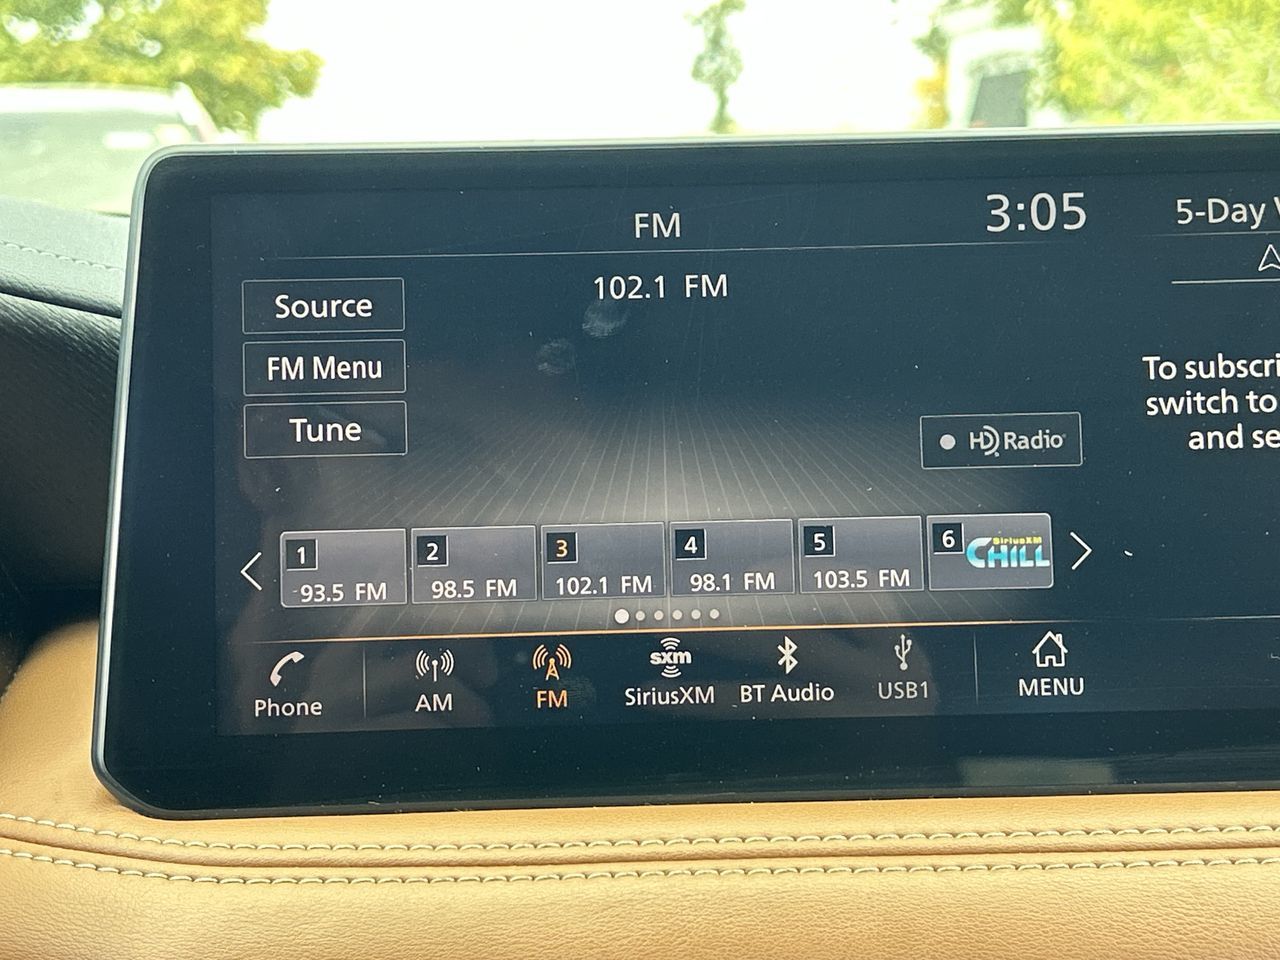 FM
3:05
5-Day
102.1 FM
Source
FM Menu
Tune
HD Radio
To subscri
switch to
and se
1
93.5 FM
2
98.5 FM
3
102.1 FM
4
98.1 FM
5
103.5 FM
6
SiriusXM
CHILL
Phone
AM
FM
sxm
SiriusXM
BT Audio
USB1
MENU